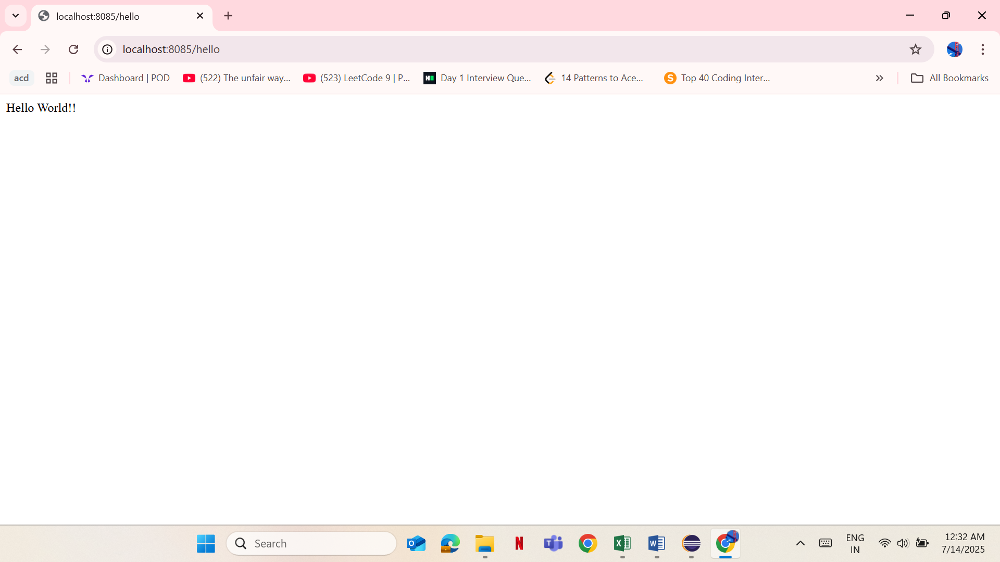 localhost:8085/hello
localhost:8085/hello
acd
Dashboard | POD
(522) The unfair way...
(523) LeetCode 9 | P...
Day 1 Interview Que...
14 Patterns to Ace...
Top 40 Coding Inter...
All Bookmarks
Hello World!!
Search
ENG
IN
12:32 AM
7/14/2025